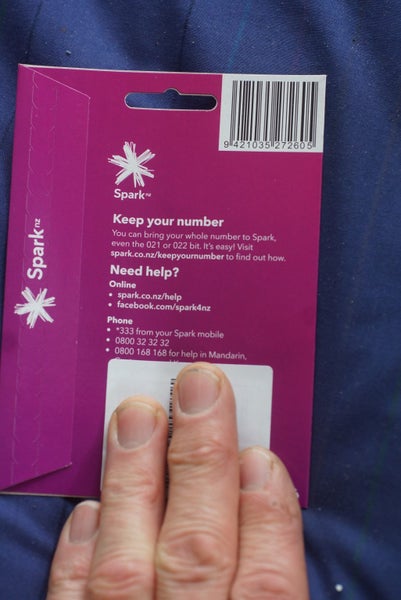 9 421035 272605
Spark nz
Spark nz
Keep your number
You can bring your whole number to Spark,
even the 021 or 022 bit. It's easy! Visit
spark.co.nz/keepyournumber to find out how.
Need help?
Online
• spark.co.nz/help
• facebook.com/spark4nz
Phone
• *333 from your Spark mobile
• 0800 32 32 32
• 0800 168 168 for help in Mandarin,